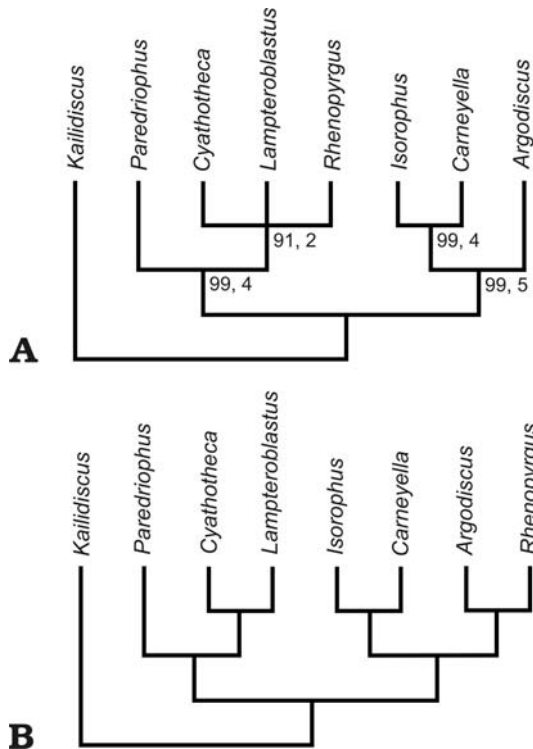 Kailidiscus
Paredriophus
Cyathotheca
Lampteroblastus
Rhenopyrgus
Isorophus
Carneyella
Argodiscus
91, 2
99, 4
99, 4
99, 5
A
Kailidiscus
Paredriophus
Cyathotheca
Lampteroblastus
Isorophus
Carneyella
Argodiscus
Rhenopyrgus
B